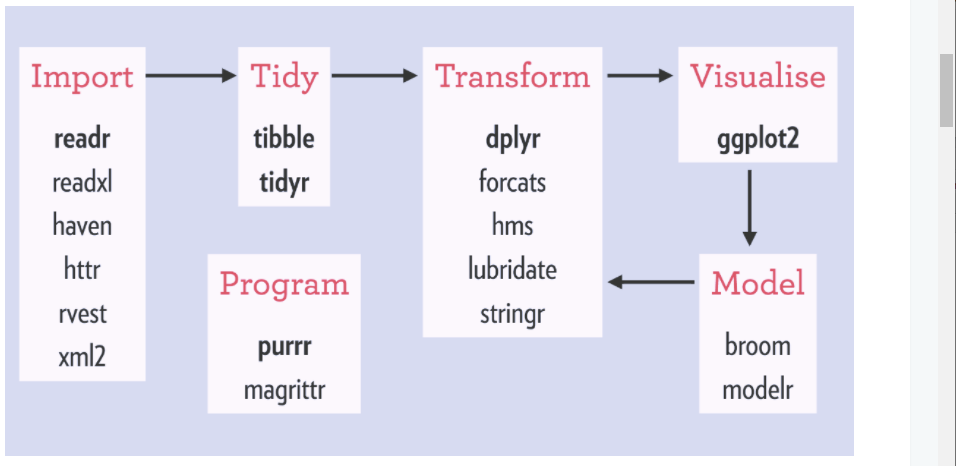 Import
readr
readxl
haven
httr
rvest
xml2
Tidy
tibble
tidyr
Program
purrr
magrittr
Transform
dplyr
forcats
hms
lubridate
stringr
Visualise
ggplot2
Model
broom
modelr